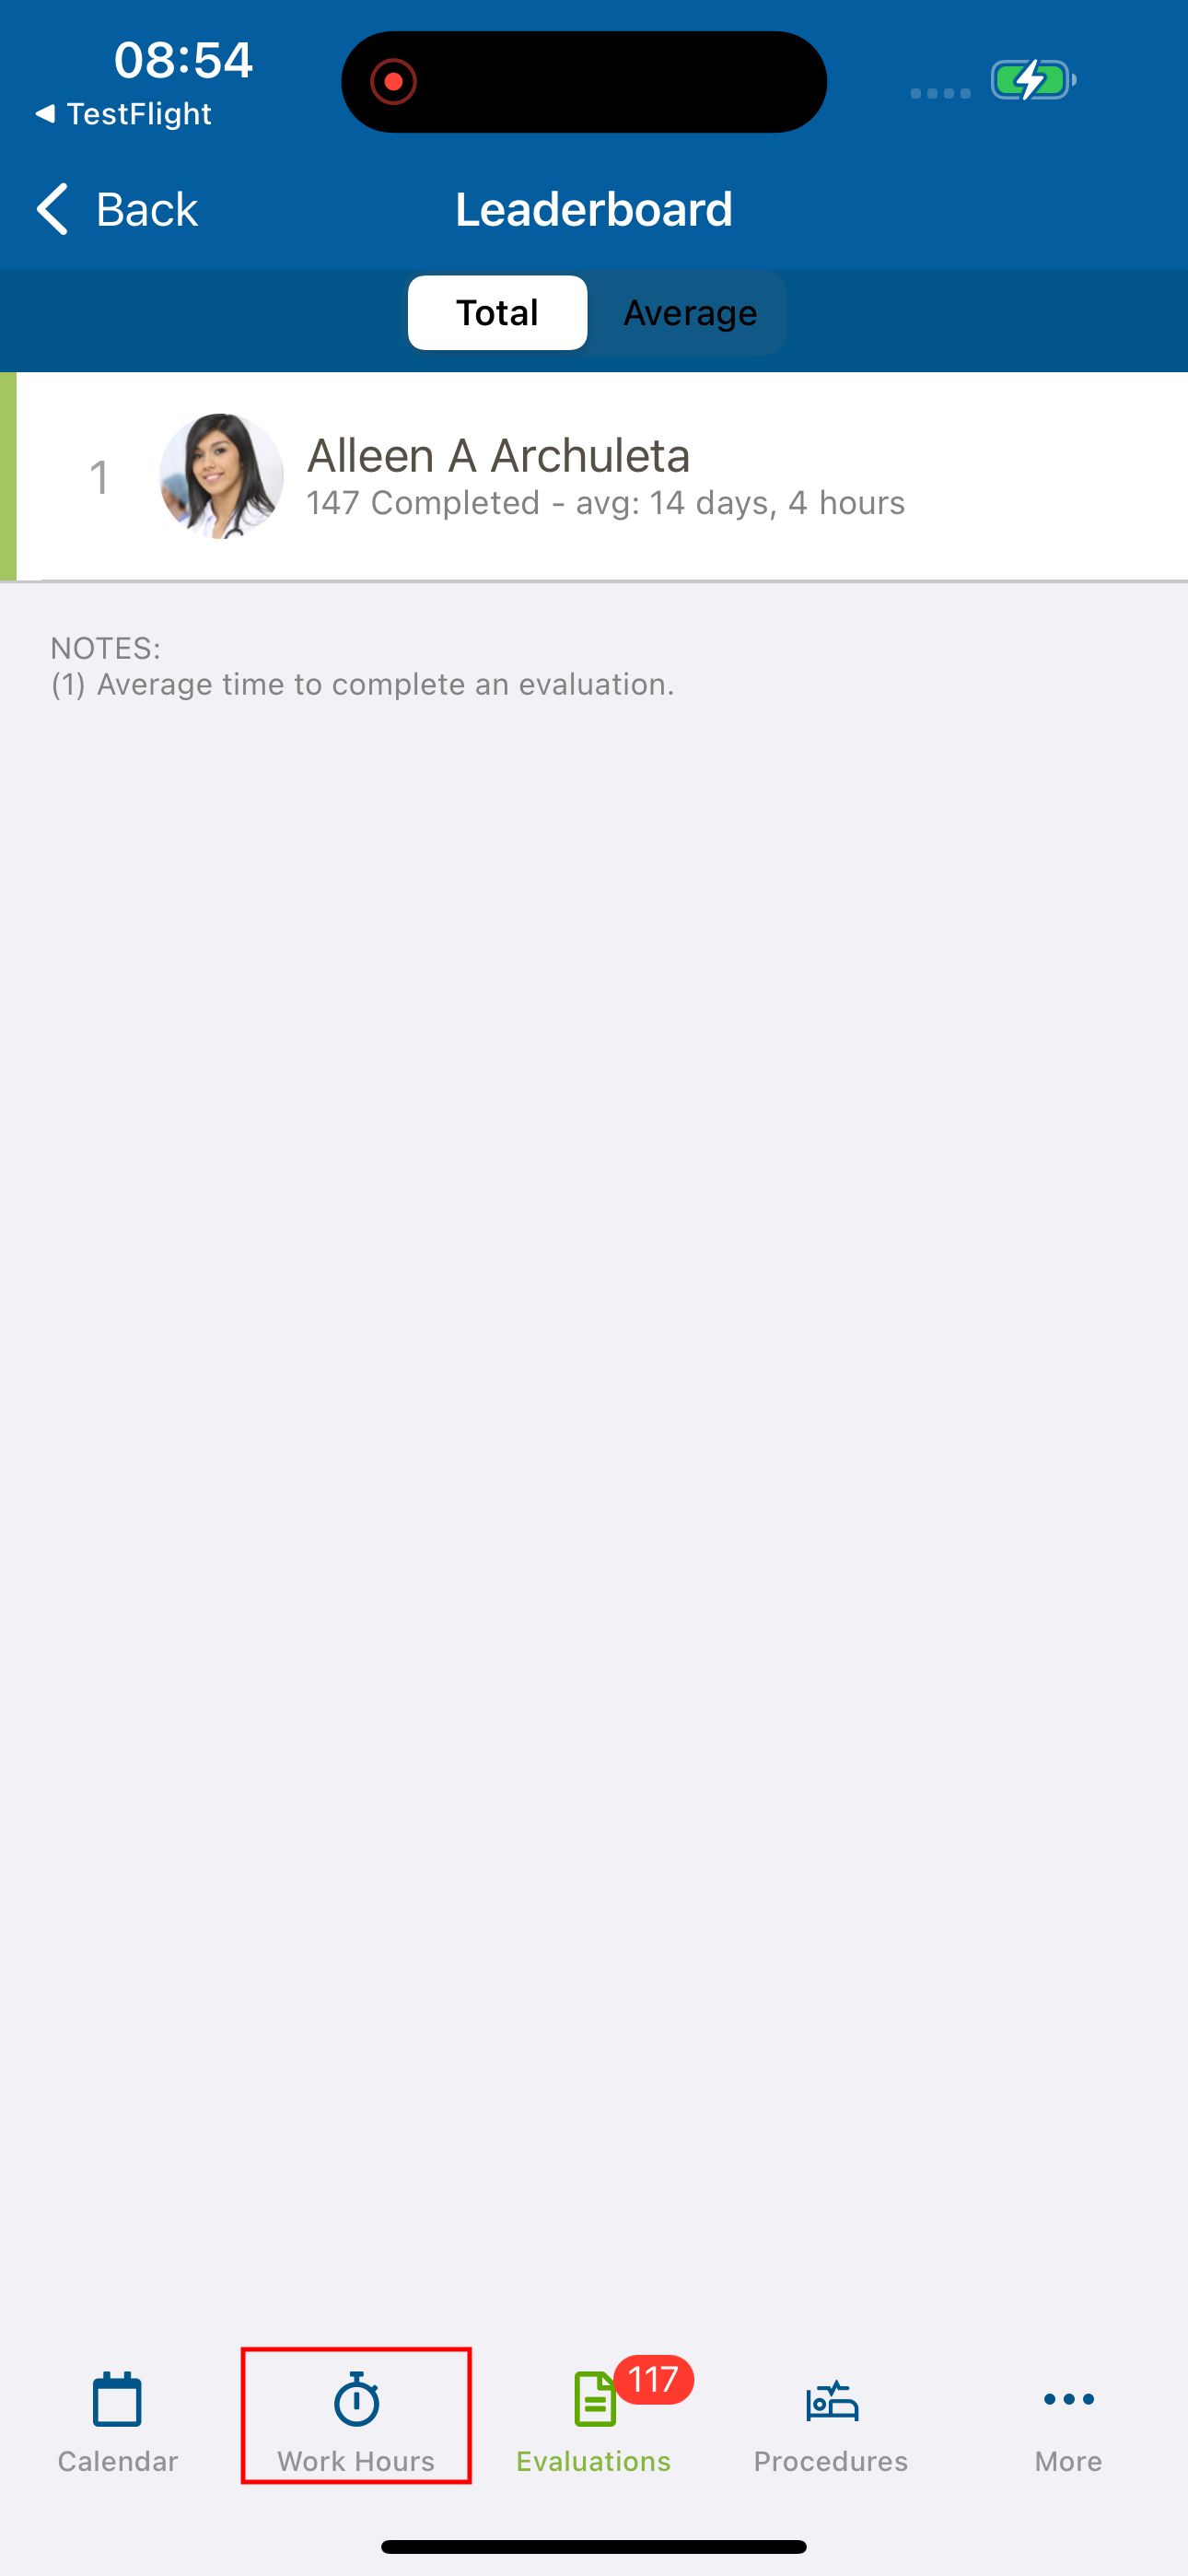 08:54
TestFlight
Back
Leaderboard
Total
Average
1
Alleen A Archuleta
147 Completed - avg: 14 days, 4 hours
NOTES:
(1) Average time to complete an evaluation.
117
Calendar
Work Hours
Evaluations
Procedures
More